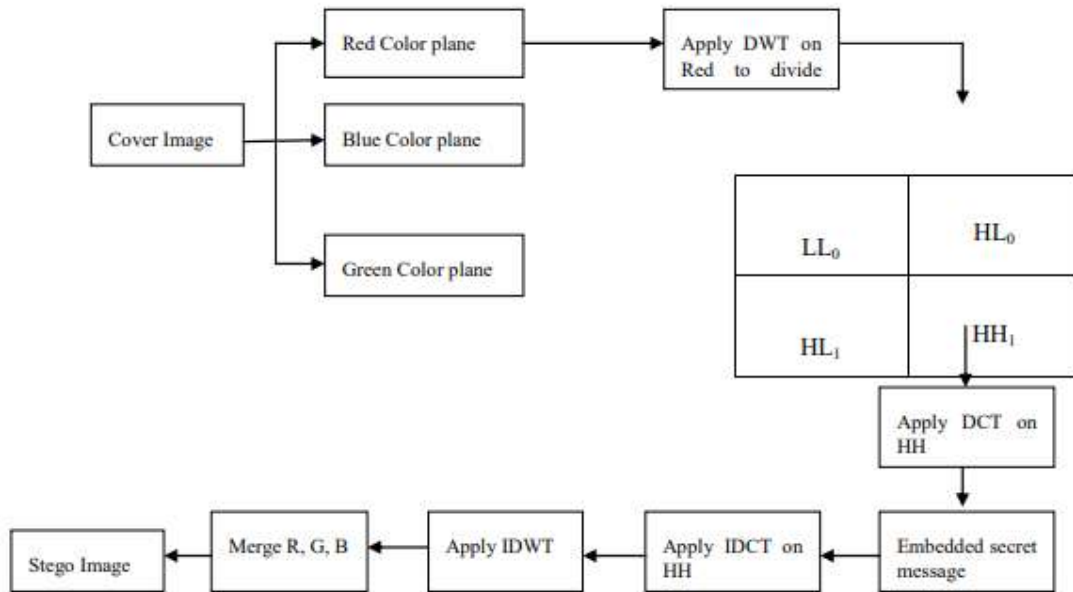 Red Color plane
Apply DWT on
Red to divide
Cover Image
Blue Color plane
Green Color plane
LL₀
HL₀
HL₁
HH₁
Apply DCT on
HH
Stego Image
Merge R, G, B
Apply IDWT
Apply IDCT on
HH
Embedded secret
message